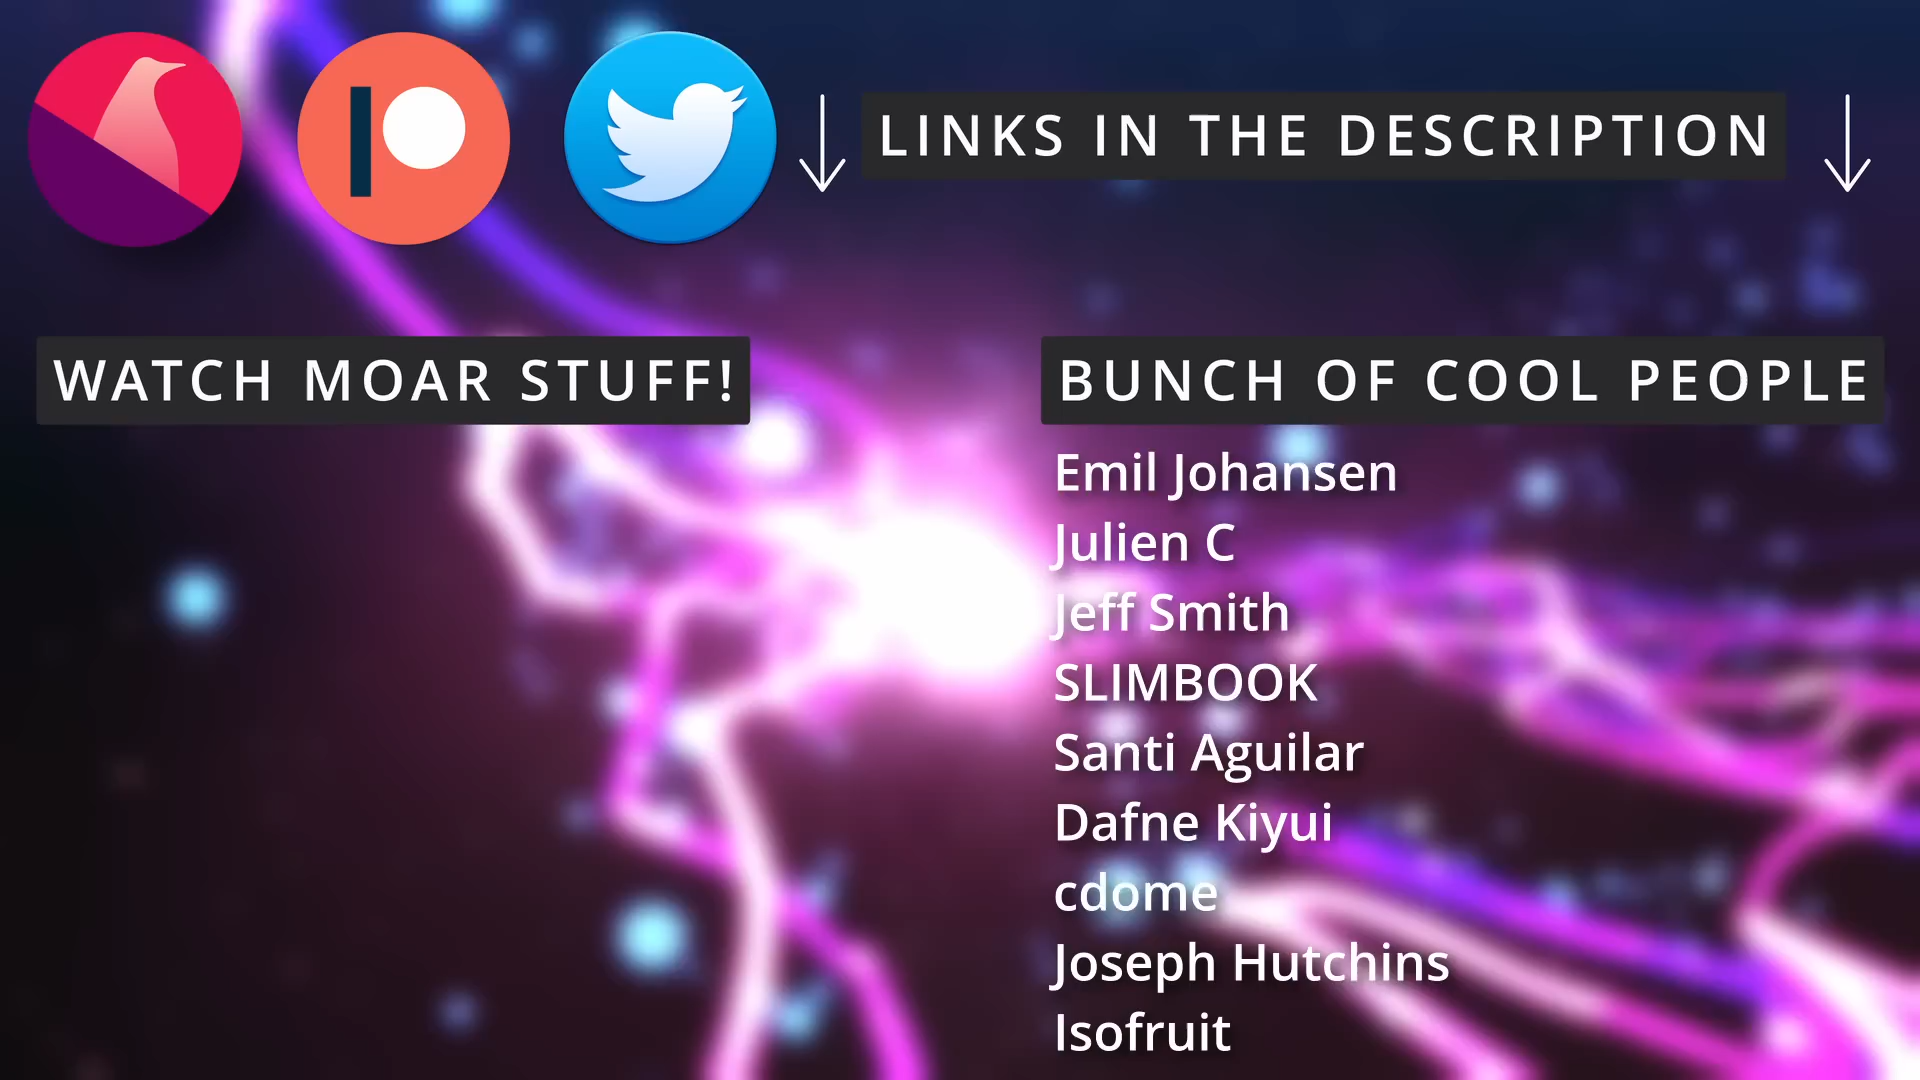 LINKS IN THE DESCRIPTION
WATCH MOAR STUFF!
BUNCH OF COOL PEOPLE
Emil Johansen
Julien C
Jeff Smith
SLIMBOOK
Santi Aguilar
Dafne Kiyui
cdome
Joseph Hutchins
Isofruit